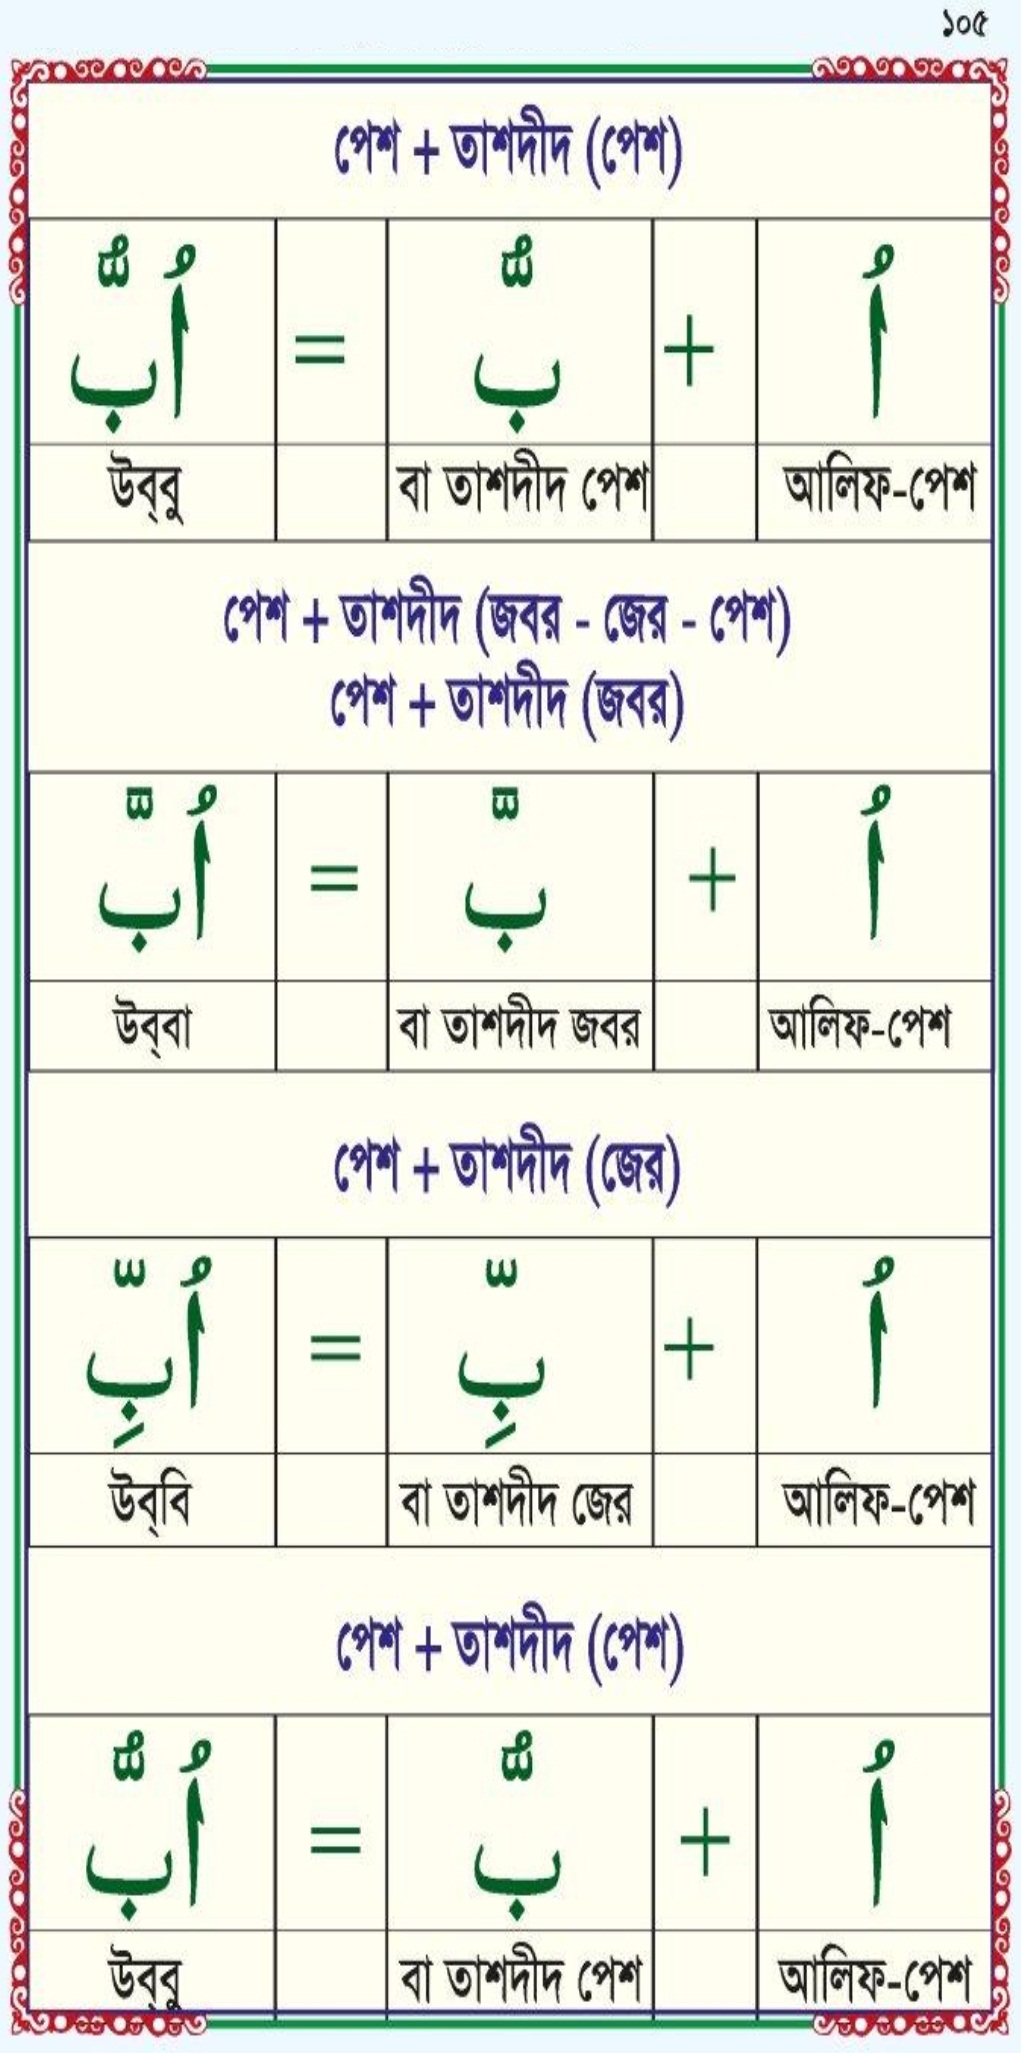 ১০৫
পেশ + তাশদীদ (পেশ)
اُ + بُّ = اُبُّ
আলিফ-পেশ বা তাশদীদ পেশ উব্‌বু
পেশ + তাশদীদ (জবর - জের - পেশ)
পেশ + তাশদীদ (জবর)
اُ + بَّ = اُبَّ
আলিফ-পেশ বা তাশদীদ জবর উব্‌বা
পেশ + তাশদীদ (জের)
اُ + بِّ = اُبِّ
আলিফ-পেশ বা তাশদীদ জের উব্‌বি
পেশ + তাশদীদ (পেশ)
اُ + بُّ = اُبُّ
আলিফ-পেশ বা তাশদীদ পেশ উব্‌বু